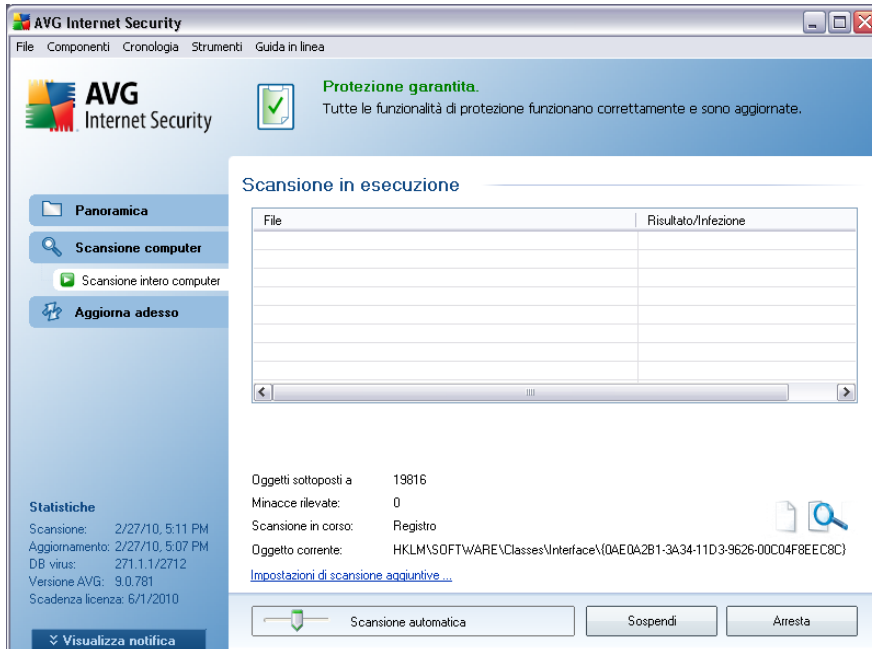 AVG Internet Security
File Componenti Cronologia Strumenti Guida in linea
AVG
Internet Security
Protezione garantita.
Tutte le funzionalità di protezione funzionano correttamente e sono aggiornate.
Panoramica
Scansione computer
Scansione intero computer
Aggiorna adesso
Scansione in esecuzione
File Risultato/Infezione
Oggetti sottoposti a 19816
Minacce rilevate: 0
Scansione in corso: Registro
Oggetto corrente: HKLM\SOFTWARE\Classes\Interface\{0AE0A2B1-3A34-11D3-9626-00C04F8EEC8C}
Impostazioni di scansione aggiuntive ...
Statistiche
Scansione: 2/27/10, 5:11 PM
Aggiornamento: 2/27/10, 5:07 PM
DB virus: 271.1.1/2712
Versione AVG: 9.0.781
Scadenza licenza: 6/1/2010
Visualizza notifica
Scansione automatica
Sospendi
Arresta